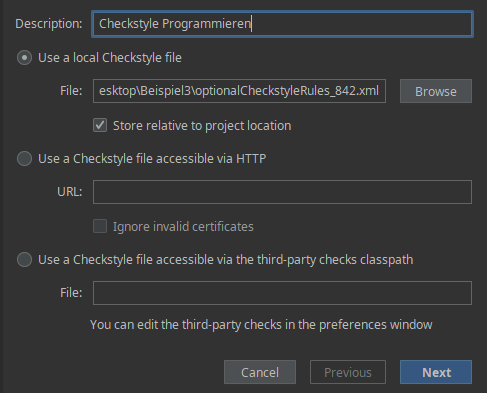 Description: Checkstyle Programmieren
Use a local Checkstyle file
File: esktop\Beispiel3\optionalCheckstyleRules_842.xml Browse
Store relative to project location
Use a Checkstyle file accessible via HTTP
URL:
Ignore invalid certificates
Use a Checkstyle file accessible via the third-party checks classpath
File:
You can edit the third-party checks in the preferences window
Cancel Previous Next